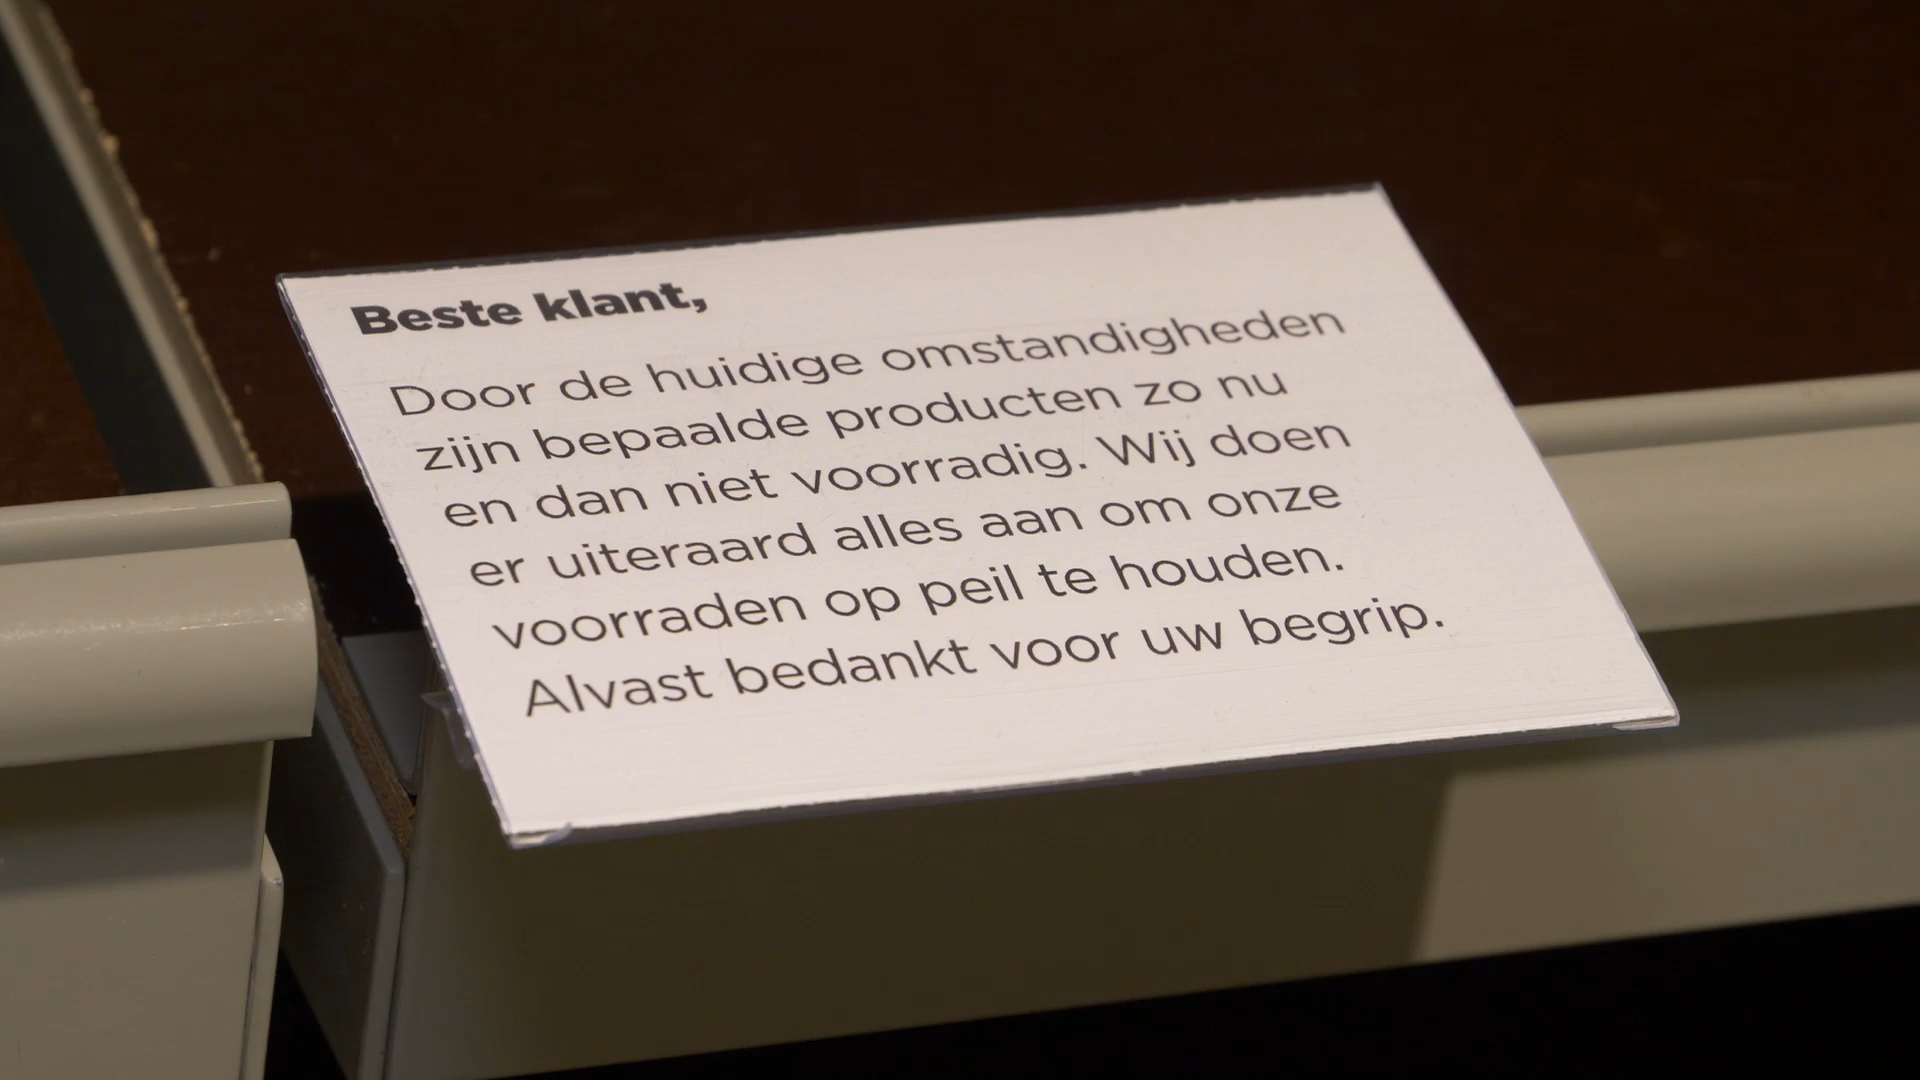 Beste klant,
Door de huidige omstandigheden
zijn bepaalde producten zo nu
en dan niet voorradig. Wij doen
er uiteraard alles aan om onze
voorraden op peil te houden.
Alvast bedankt voor uw begrip.